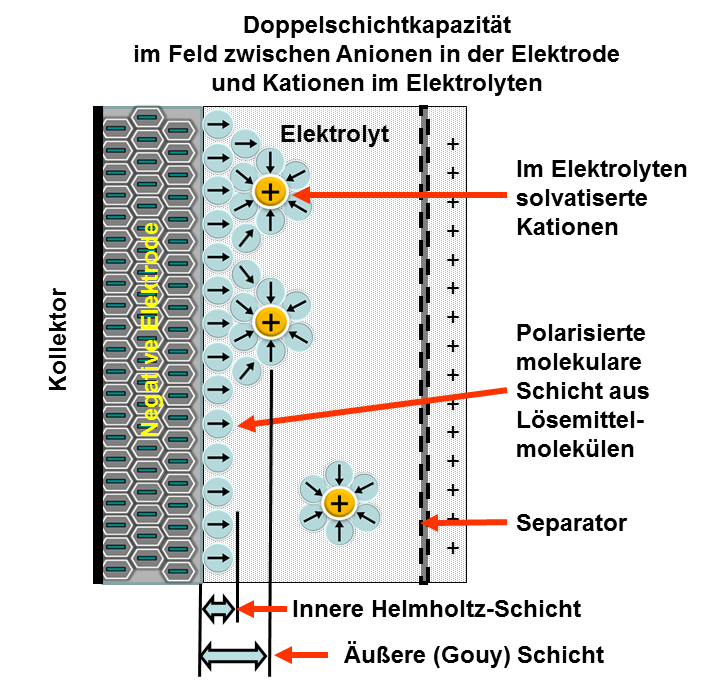 Doppelschichtkapazität
im Feld zwischen Anionen in der Elektrode
und Kationen im Elektrolyten
Elektrolyt
Im Elektrolyten
solvatiserte
Kationen
Negative Elektrode
Kollektor
Polarisierte
molekulare
Schicht aus
Lösemittel-
molekülen
Separator
Innere Helmholtz-Schicht
Äußere (Gouy) Schicht